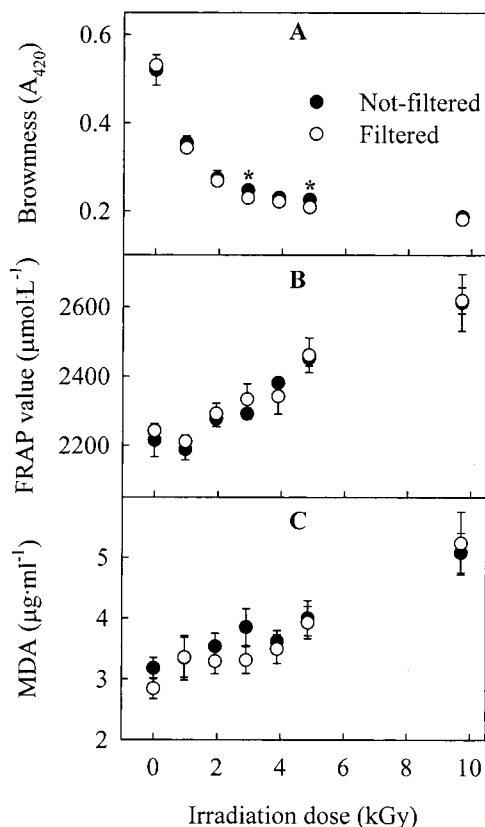 A
Brownness (A₄₂₀)
0.6
0.4
0.2
Not-filtered
Filtered
*
*
B
FRAP value (μmol·L⁻¹)
2600
2400
2200
C
MDA (μg·ml⁻¹)
5
4
3
2
0 2 4 6 8 10
Irradiation dose (kGy)